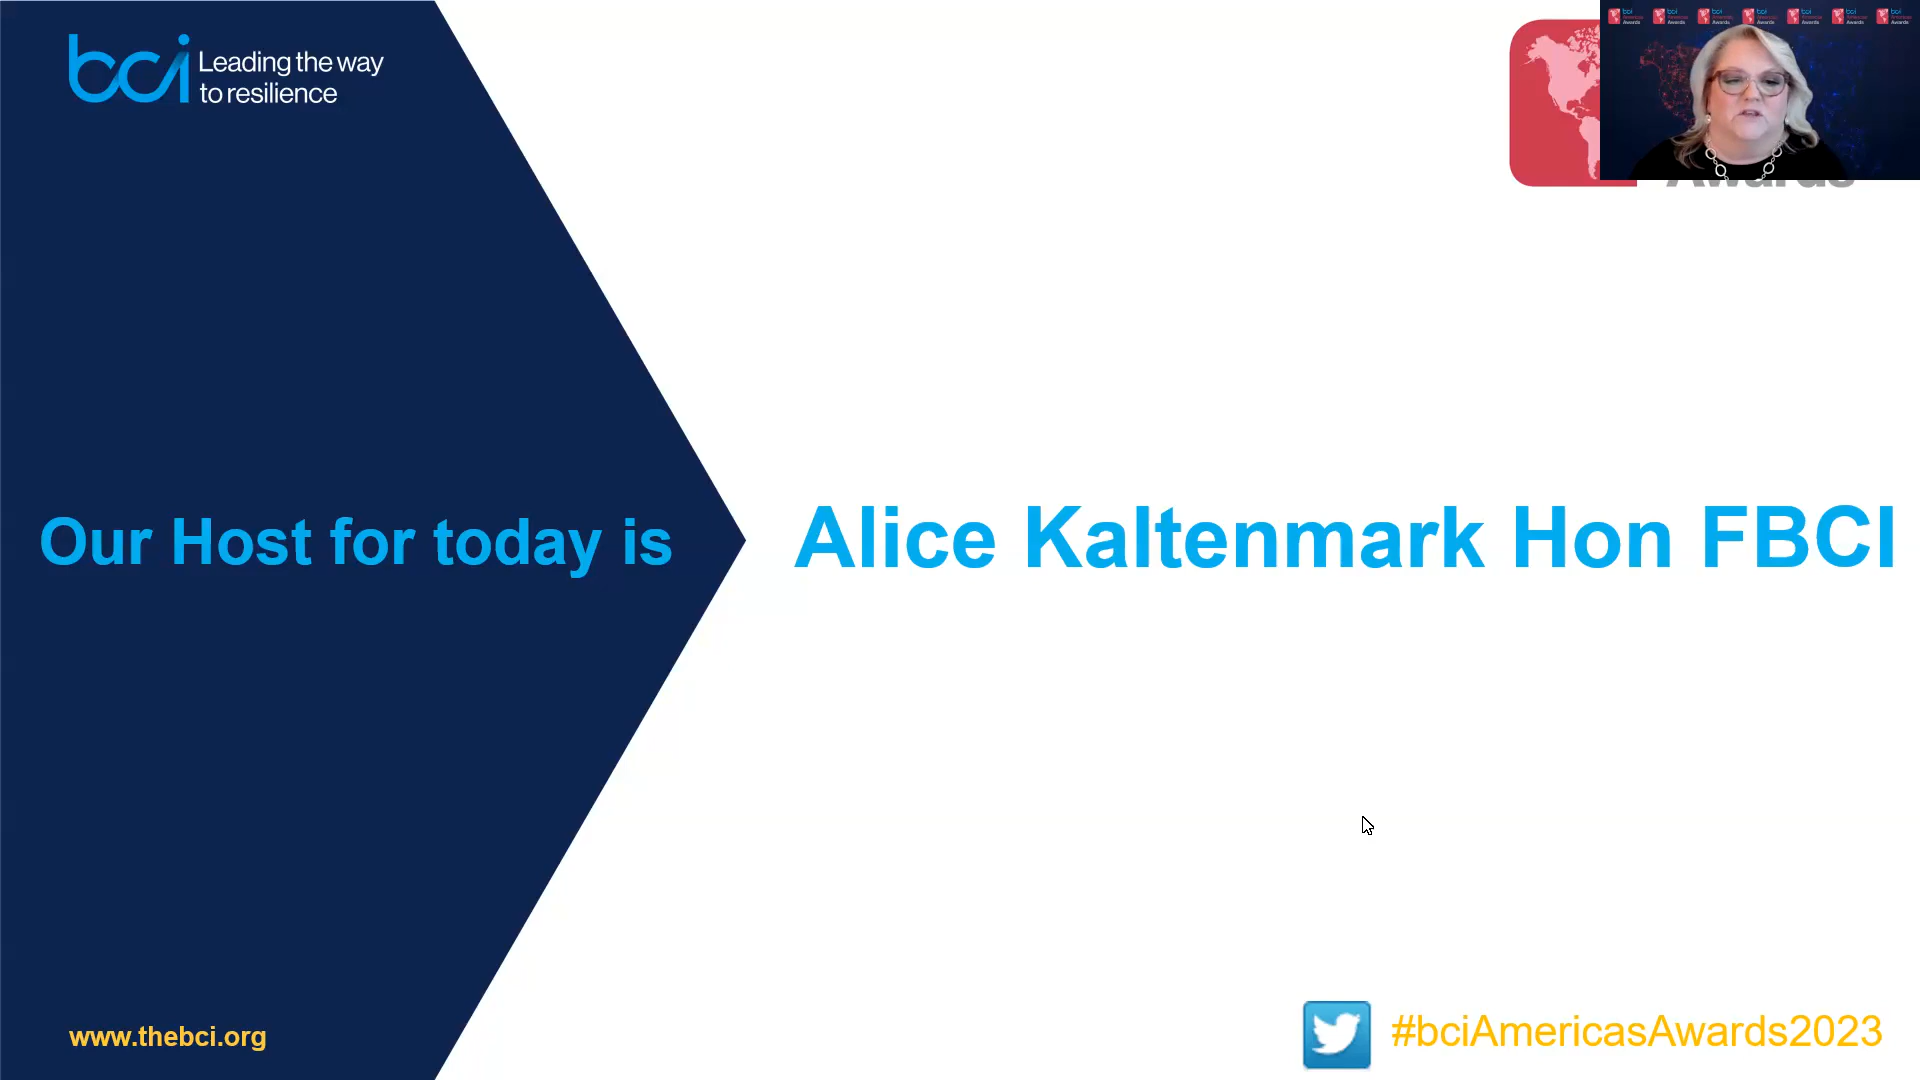 bci Leading the way
to resilience
Awards
Our Host for today is
Alice Kaltenmark Hon FBCI
www.thebci.org
#bciAmericasAwards2023